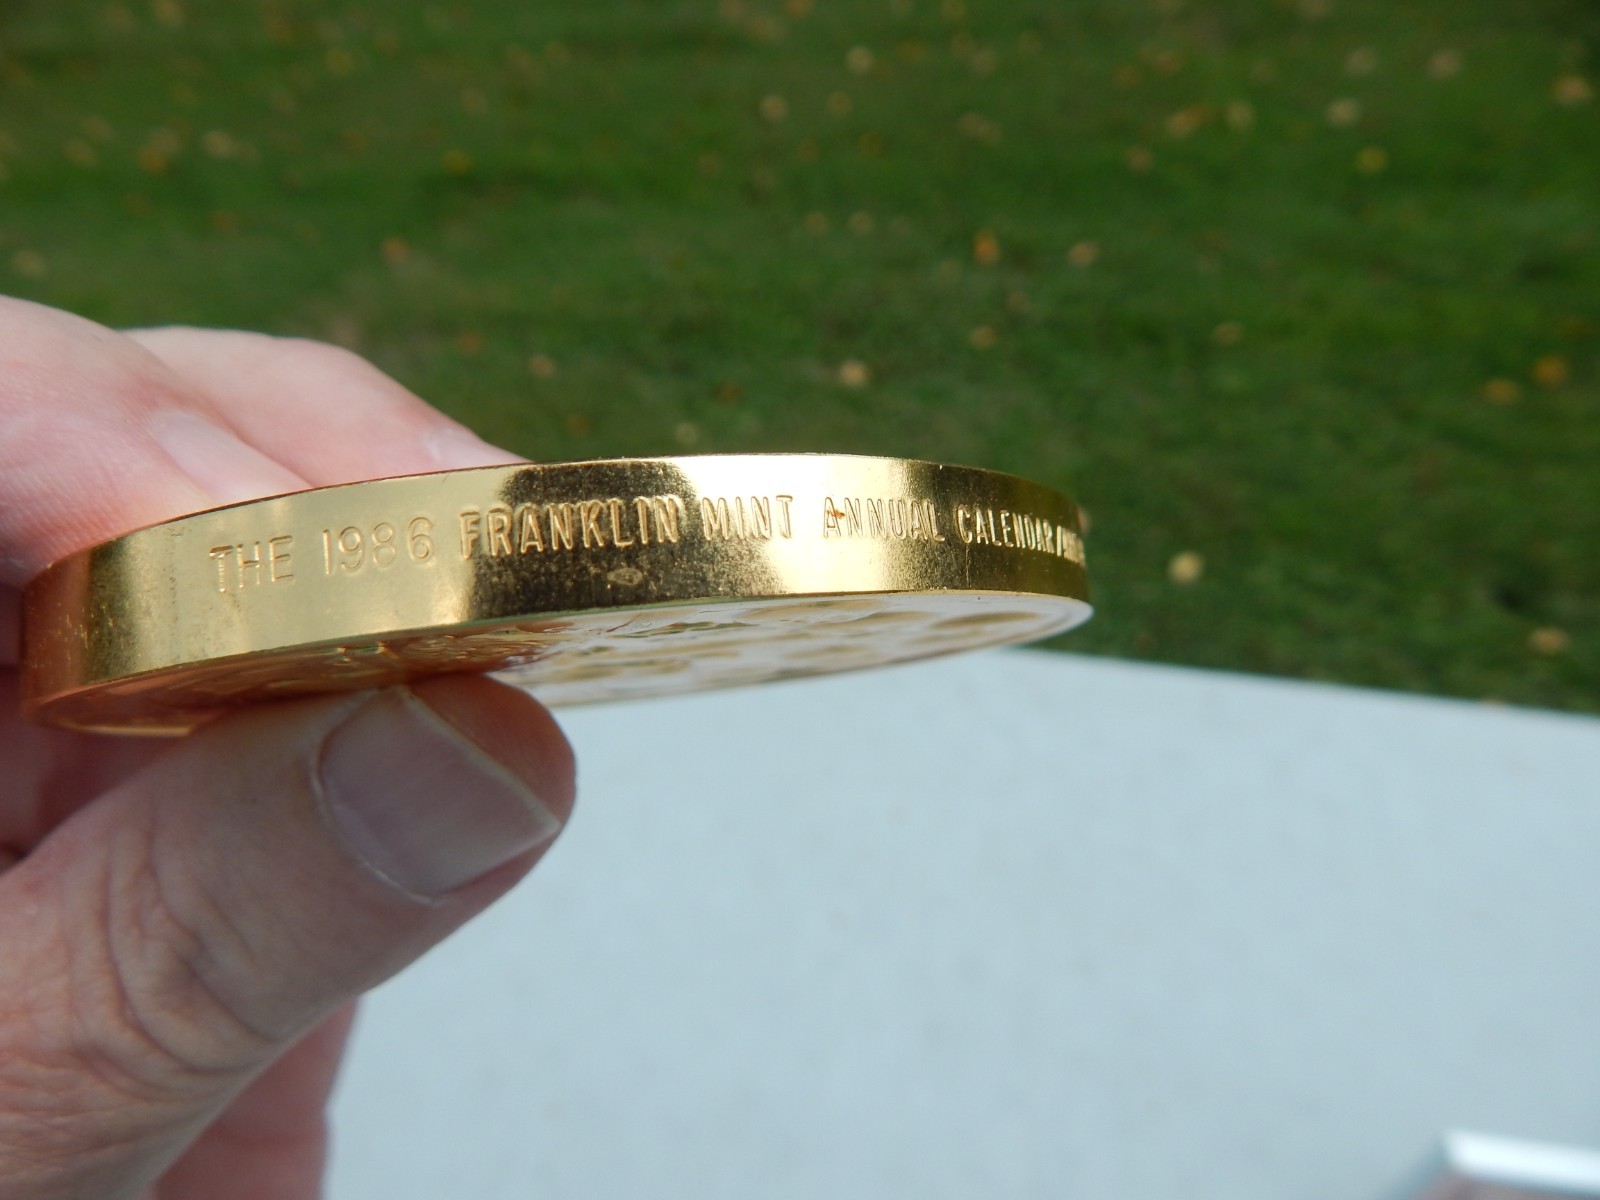 THE 1986 FRANKLIN MINT ANNUAL CALENDAR/